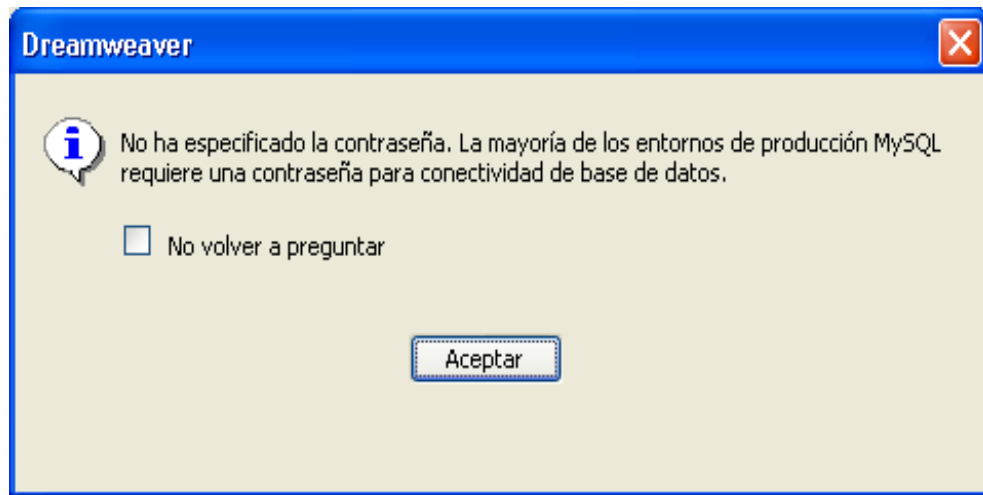 Dreamweaver
No ha especificado la contraseña. La mayoría de los entornos de producción MySQL
requiere una contraseña para conectividad de base de datos.
No volver a preguntar
Aceptar